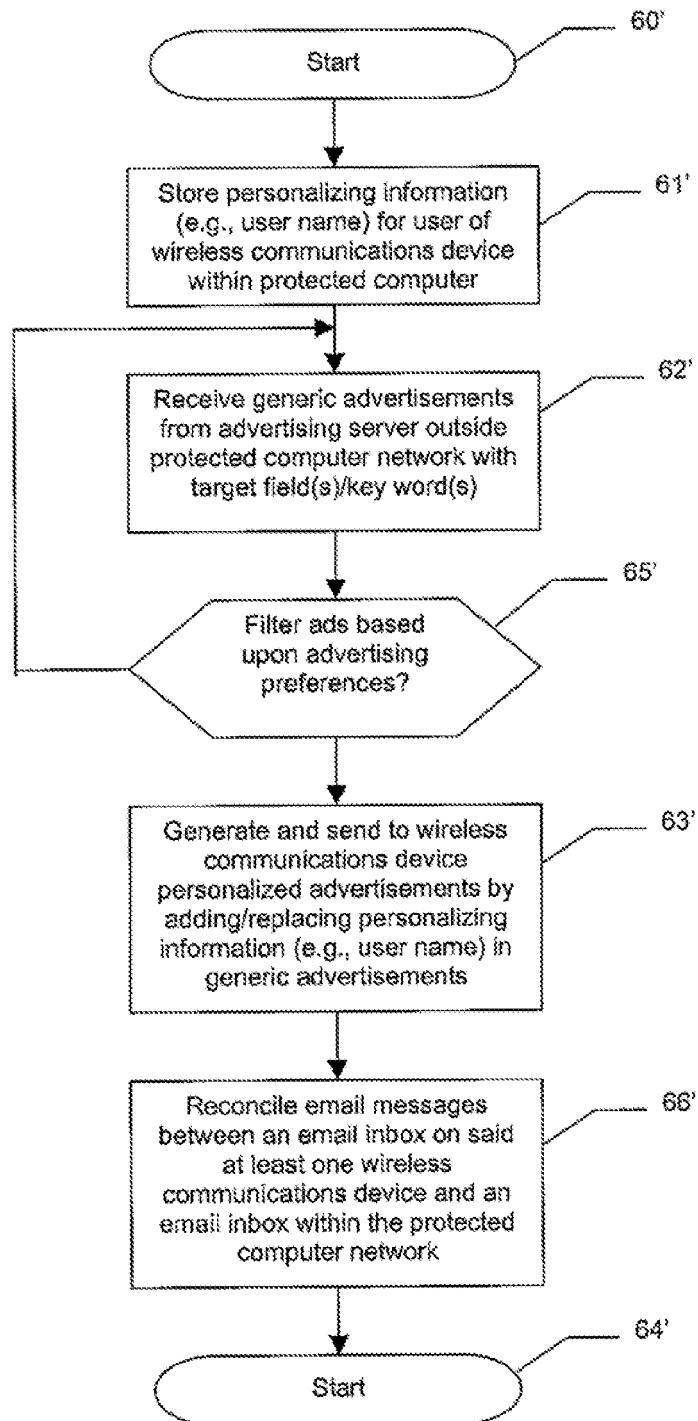 60'
Start
61'
Store personalizing information
(e.g., user name) for user of
wireless communications device
within protected computer
62'
Receive generic advertisements
from advertising server outside
protected computer network with
target field(s)/key word(s)
65'
Filter ads based
upon advertising
preferences?
63'
Generate and send to wireless
communications device
personalized advertisements by
adding/replacing personalizing
information (e.g., user name) in
generic advertisements
66'
Reconcile email messages
between an email inbox on said
at least one wireless
communications device and an
email inbox within the protected
computer network
64'
Start